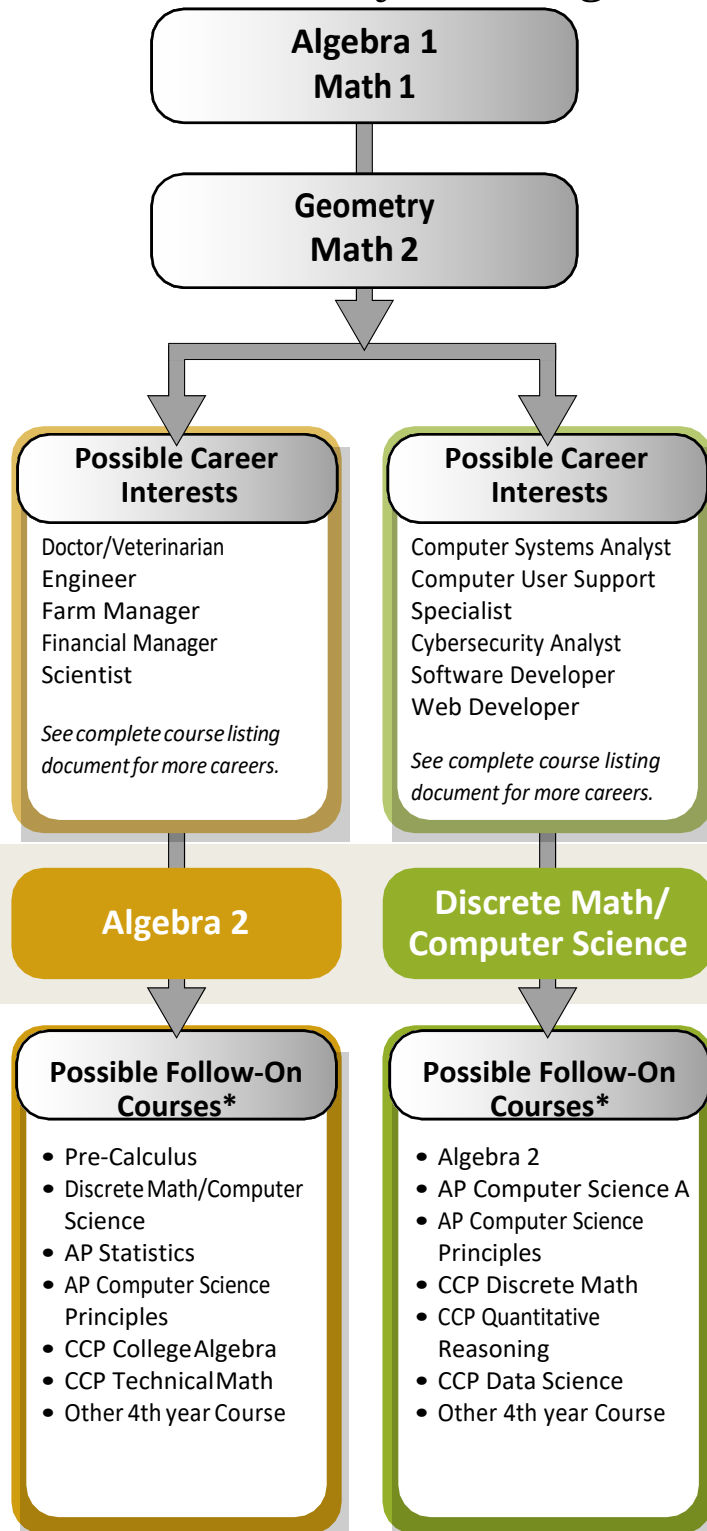 Algebra 1
Math 1
Geometry
Math 2
Possible Career
Interests
Doctor/Veterinarian
Engineer
Farm Manager
Financial Manager
Scientist
See complete course listing
document for more careers.
Possible Career
Interests
Computer Systems Analyst
Computer User Support
Specialist
Cybersecurity Analyst
Software Developer
Web Developer
See complete course listing
document for more careers.
Algebra 2
Discrete Math/
Computer Science
Possible Follow-On
Courses*
• Pre-Calculus
• Discrete Math/Computer
Science
• AP Statistics
• AP Computer Science
Principles
• CCP College Algebra
• CCP Technical Math
• Other 4th year Course
Possible Follow-On
Courses*
• Algebra 2
• AP Computer Science A
• AP Computer Science
Principles
• CCP Discrete Math
• CCP Quantitative
Reasoning
• CCP Data Science
• Other 4th year Course